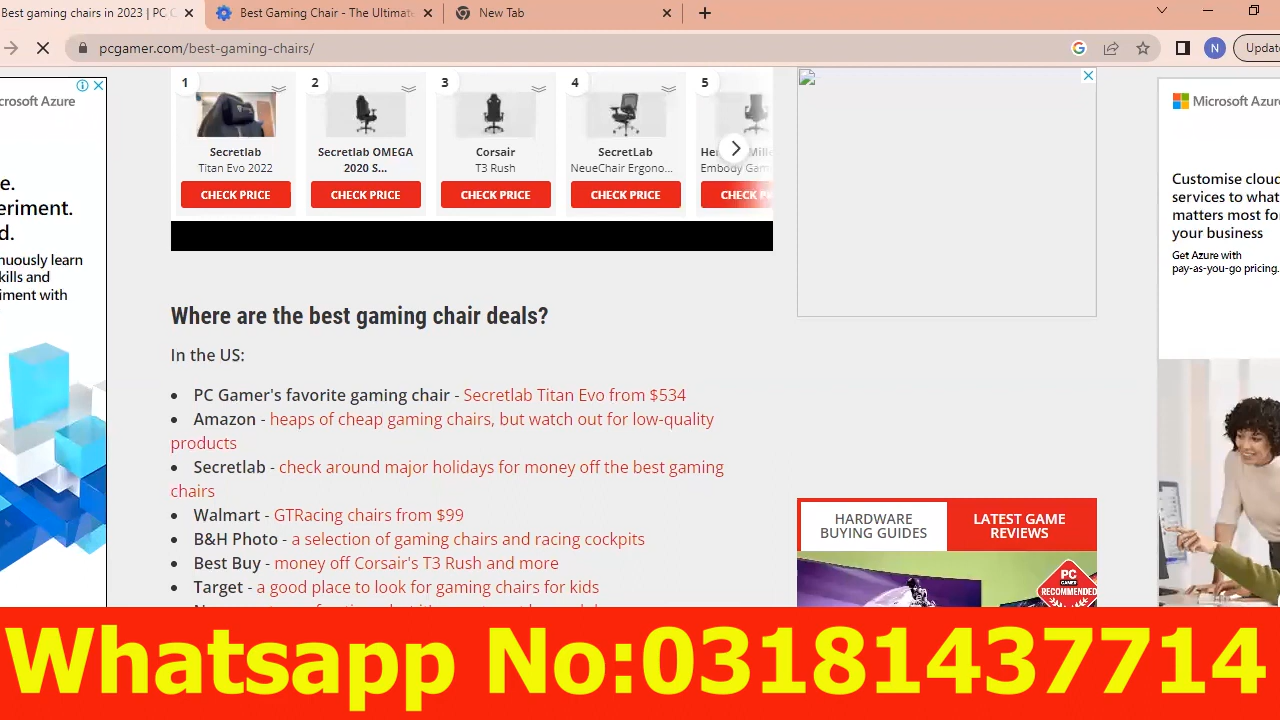 Best gaming chairs in 2023 | PC G
Best Gaming Chair - The Ultimate
New Tab
pcgamer.com/best-gaming-chairs/
N
Update
crosoft Azure
Microsoft Azure
1
2
3
4
5
Secretlab
Titan Evo 2022
CHECK PRICE
Secretlab OMEGA
2020 S...
CHECK PRICE
Corsair
T3 Rush
CHECK PRICE
SecretLab
NeueChair Ergono...
CHECK PRICE
Embody Gam
CHECK PR
e.
eriment.
d.
nuously learn
kills and
iment with
Customise cloud
services to what
matters most fo
your business
Get Azure with
pay-as-you-go pricing.
Where are the best gaming chair deals?
In the US:
• PC Gamer's favorite gaming chair - Secretlab Titan Evo from $534
• Amazon - heaps of cheap gaming chairs, but watch out for low-quality
products
• Secretlab - check around major holidays for money off the best gaming
chairs
• Walmart - GTRacing chairs from $99
• B&H Photo - a selection of gaming chairs and racing cockpits
• Best Buy - money off Corsair's T3 Rush and more
• Target - a good place to look for gaming chairs for kids
HARDWARE
BUYING GUIDES
LATEST GAME
REVIEWS
PC
GAMER
RECOMMENDED
Whatsapp No:03181437714